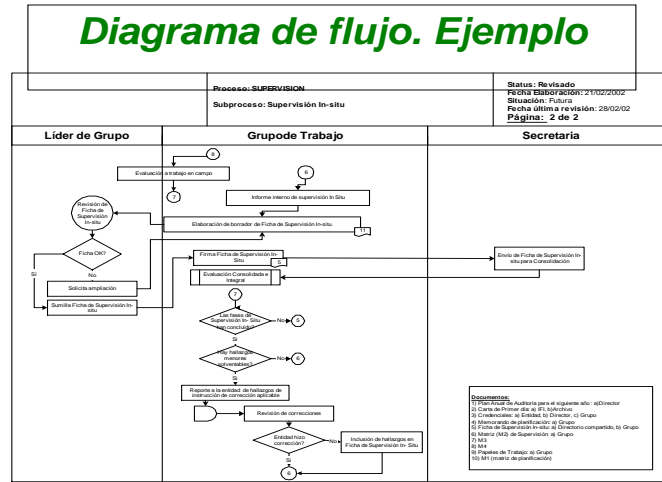 Diagrama de flujo. Ejemplo
Proceso: SUPERVISION
Subproceso: Supervisión In-situ
Status: Revisado
Fecha Elaboración: 21/02/2002
Situación: Futura
Fecha última revisión: 28/02/02
Página: 2 de 2
Líder de Grupo
Grupode Trabajo
Secretaria
8
Evaluación a trabajo en campo
7
6
Informe interno de supervisión In Situ
Revisión de
Ficha de
Supervisión
In-situ
Elaboración de borrador de Ficha de Supervisión In-situ.
11
Ficha OK?
Si
No
Solicita ampliación
Sumilla Ficha de Supervisión In-
situ
Firma Ficha de Supervisión In-
Situ
5
Envío de Ficha de Supervisión In-
situ para Consolidación
Evaluación Consolidada e
Integral
7
Las fases de
Supervisión In- Situ
han concluído?
No
5
Si
Hay hallazgos
menores
solventables?
No
6
Si
Reporte a la entidad de hallazgos de
instrucción de corrección aplicable
Revisión de correcciones
Entidad hizo
corrección?
No
Inclusión de hallazgos en
Ficha de Supervisión In- Situ
Si
6
Documentos:
1) Plan Anual de Auditoría para el siguiente año : a)Director
2) Carta de Primer día: a) IFI, b)Archivo
3) Credenciales: a) Entidad, b) Director, c) Grupo
4) Memorando de planificación: a) Grupo
5) Ficha de Supervisión In-situ: a) Directorio compartido, b) Grupo
6) Matriz (M2) de Supervisión: a) Grupo
7) M3
8) M4
9) Papeles de Trabajo: a) Grupo
10) M1 (matriz de planificación)